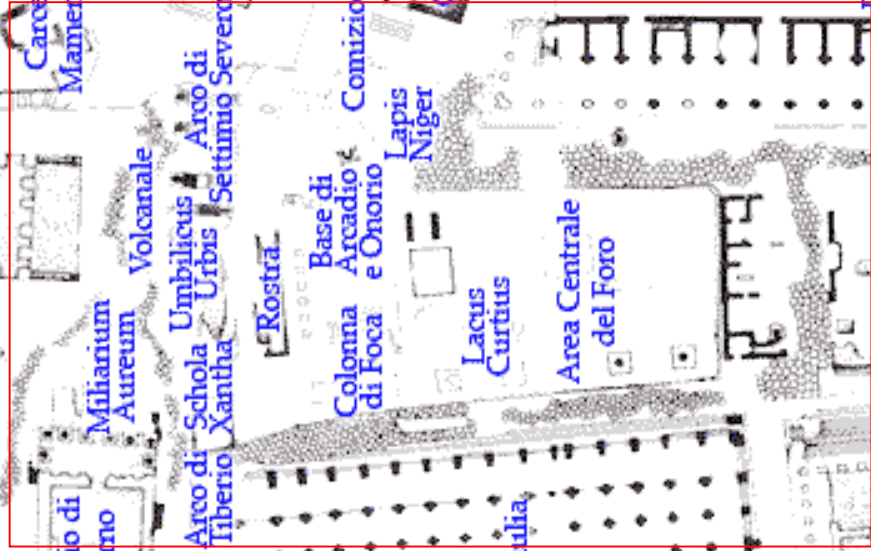 Arco di
Settimio Severo
Comizio
Lapis
Niger
Volcanale
Umbilicus
Urbis
Rostra
Base di
Arcadio
e Onorio
Miliarium
Aureum
Schola
Xantha
Colonna
di Foca
Lacus
Curtius
Area Centrale
del Foro
Arco di
Tiberio